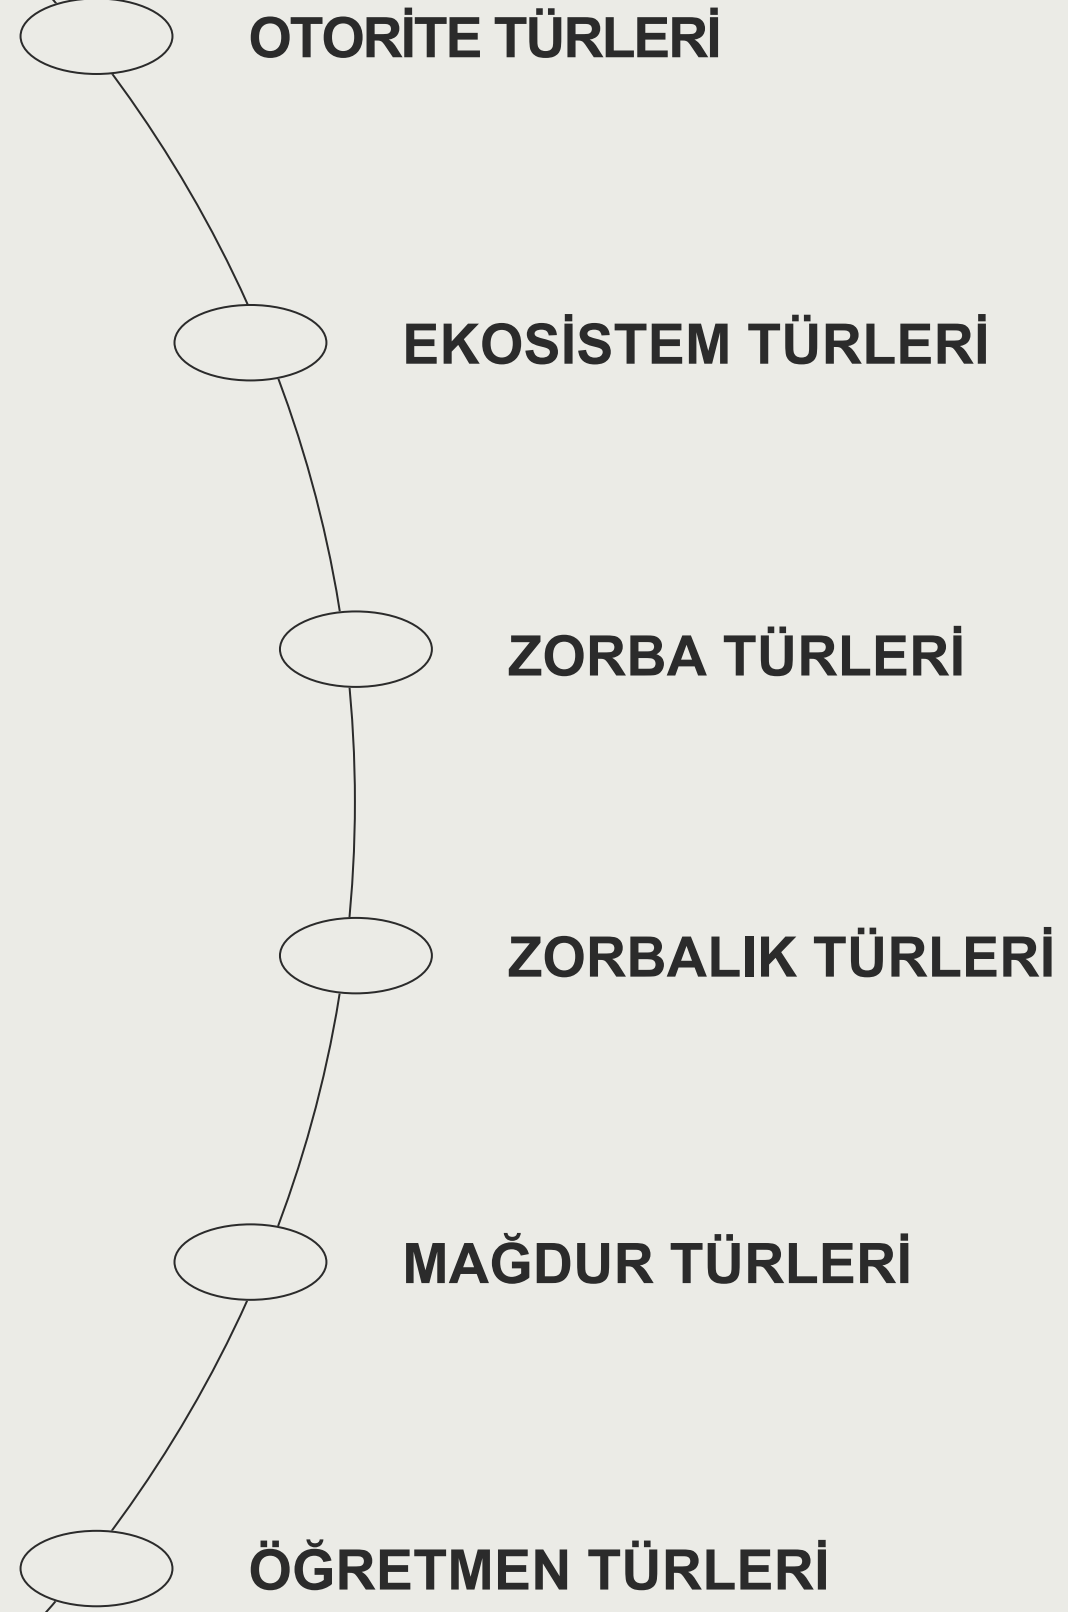 OTORİTE TÜRLERİ
EKOSİSTEM TÜRLERİ
ZORBA TÜRLERİ
ZORBALIK TÜRLERİ
MAĞDUR TÜRLERİ
ÖĞRETMEN TÜRLERİ